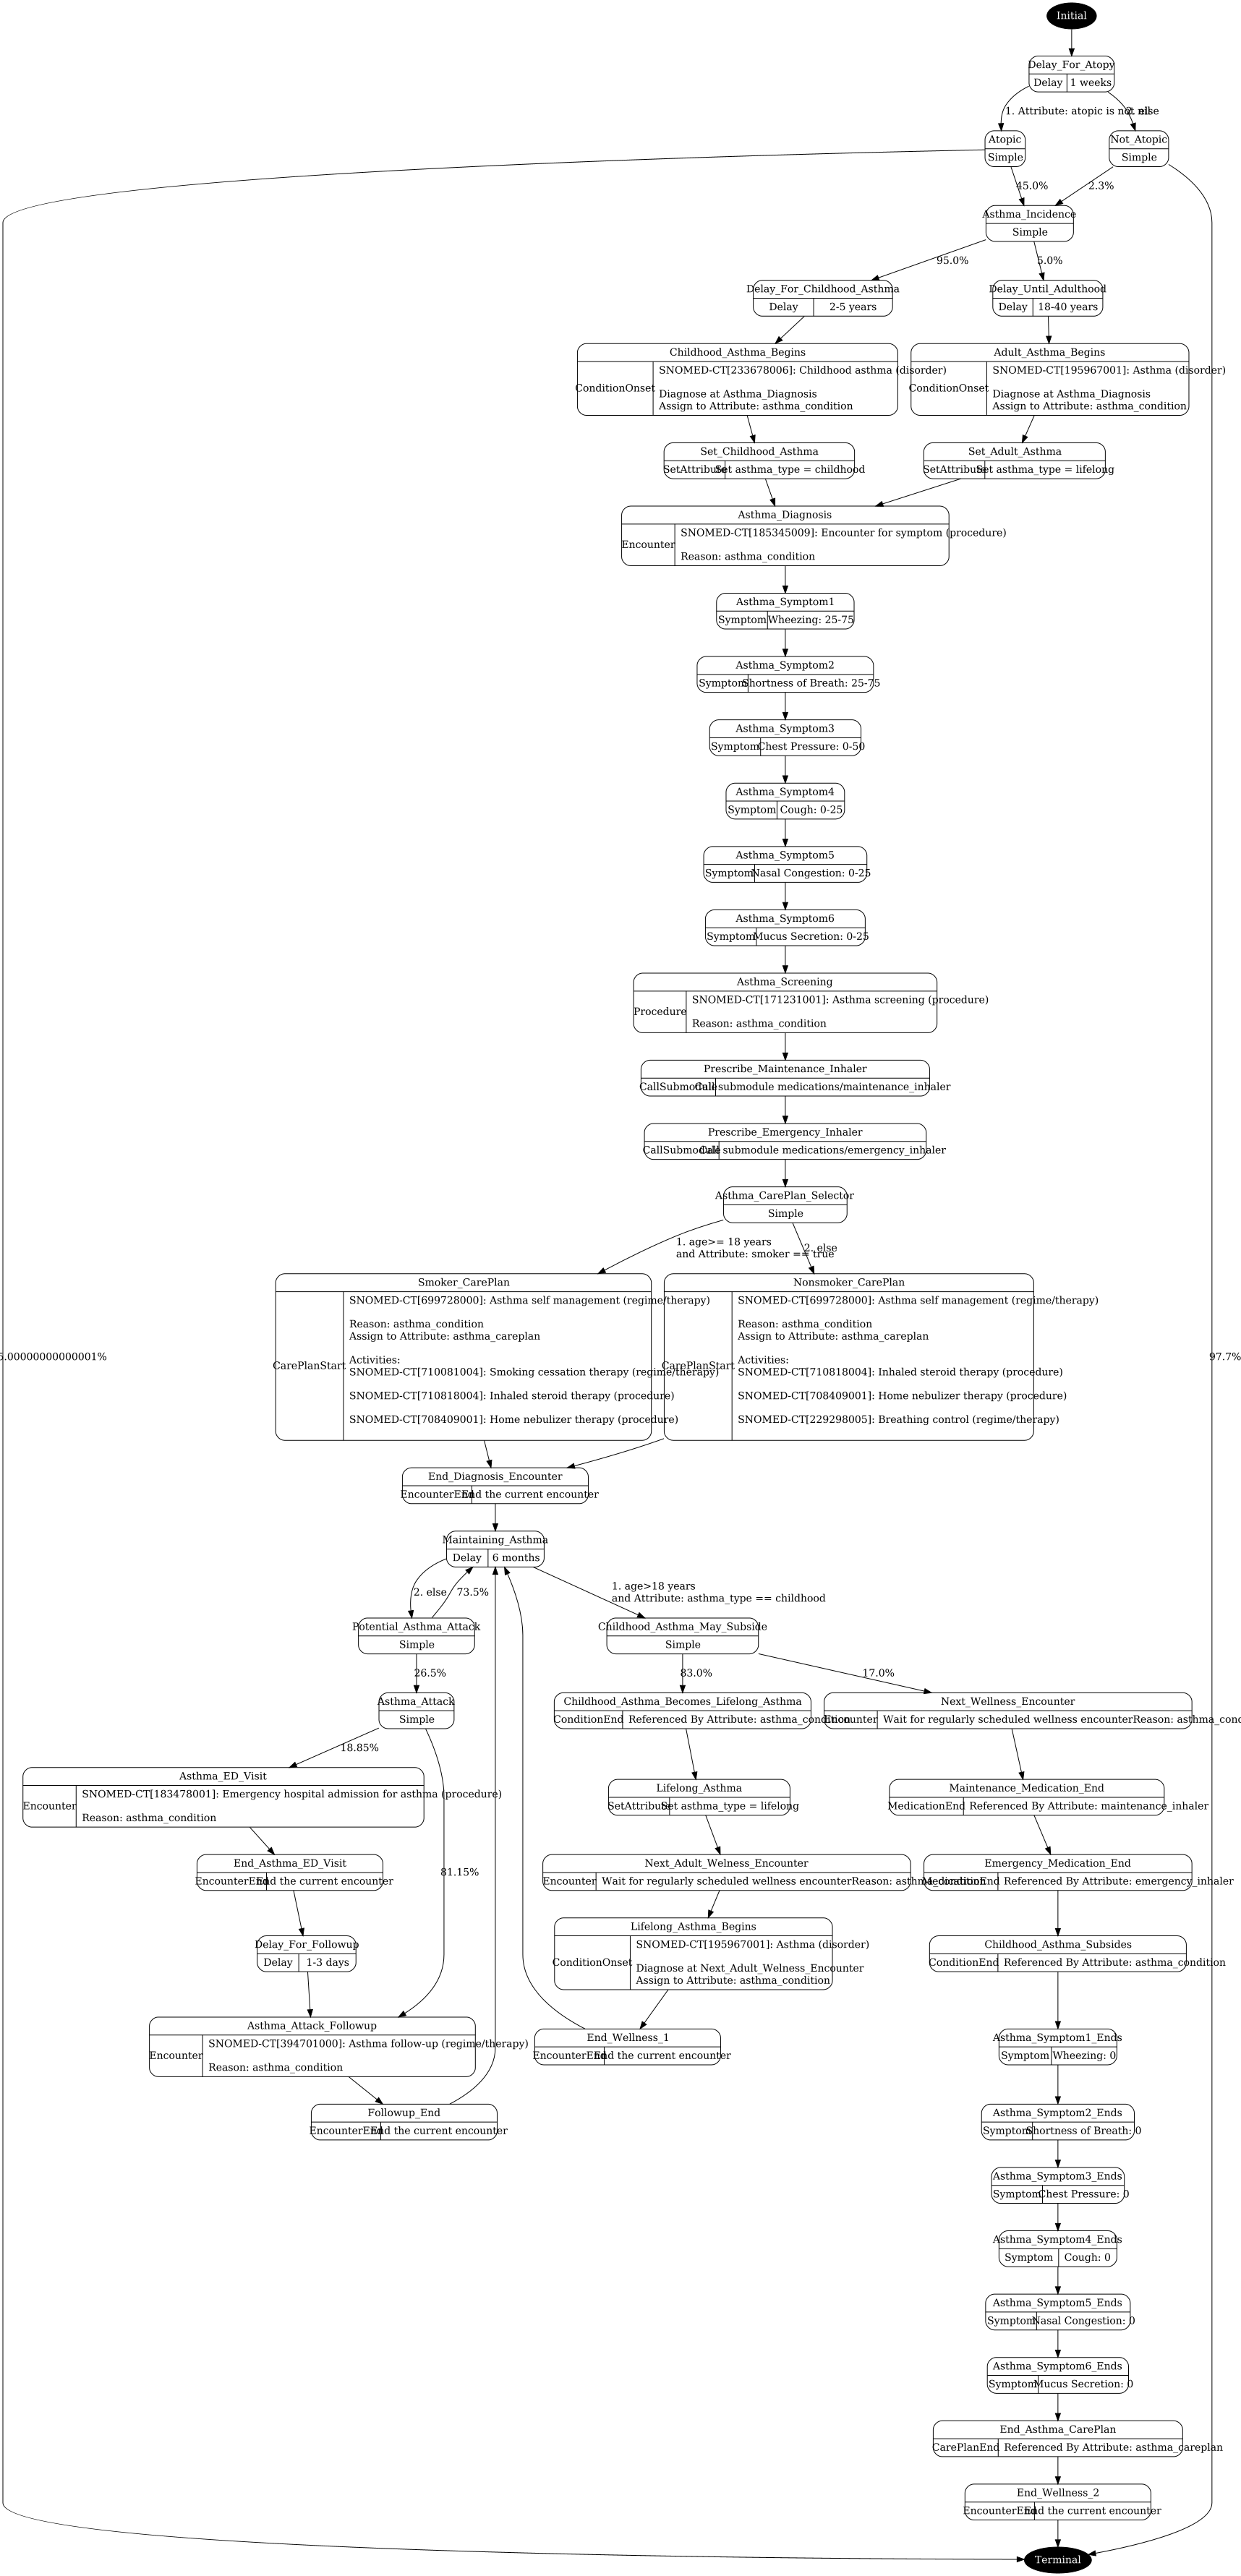 Initial
Delay_For_Atopy
Delay 1 weeks
1. Attribute: atopic is not nil
2. else
Atopic
Simple
Not_Atopic
Simple
45.0%
2.3%
Asthma_Incidence
Simple
95.0%
5.0%
Delay_For_Childhood_Asthma
Delay 2-5 years
Delay_Until_Adulthood
Delay 18-40 years
Childhood_Asthma_Begins
ConditionOnset
SNOMED-CT[233678006]: Childhood asthma (disorder)
Diagnose at Asthma_Diagnosis
Assign to Attribute: asthma_condition
Adult_Asthma_Begins
ConditionOnset
SNOMED-CT[195967001]: Asthma (disorder)
Diagnose at Asthma_Diagnosis
Assign to Attribute: asthma_condition
Set_Childhood_Asthma
SetAttribute Set asthma_type = childhood
Set_Adult_Asthma
SetAttribute Set asthma_type = lifelong
Asthma_Diagnosis
Encounter
SNOMED-CT[185345009]: Encounter for symptom (procedure)
Reason: asthma_condition
Asthma_Symptom1
Symptom Wheezing: 25-75
Asthma_Symptom2
Symptom Shortness of Breath: 25-75
Asthma_Symptom3
Symptom Chest Pressure: 0-50
Asthma_Symptom4
Symptom Cough: 0-25
Asthma_Symptom5
Symptom Nasal Congestion: 0-25
Asthma_Symptom6
Symptom Mucus Secretion: 0-25
Asthma_Screening
Procedure
SNOMED-CT[171231001]: Asthma screening (procedure)
Reason: asthma_condition
Prescribe_Maintenance_Inhaler
CallSubmodule Call submodule medications/maintenance_inhaler
Prescribe_Emergency_Inhaler
CallSubmodule Call submodule medications/emergency_inhaler
Asthma_CarePlan_Selector
Simple
1. age>= 18 years
and Attribute: smoker == true
2. else
Smoker_CarePlan
CarePlanStart
SNOMED-CT[699728000]: Asthma self management (regime/therapy)
Reason: asthma_condition
Assign to Attribute: asthma_careplan
Activities:
SNOMED-CT[710081004]: Smoking cessation therapy (regime/therapy)
SNOMED-CT[710818004]: Inhaled steroid therapy (procedure)
SNOMED-CT[708409001]: Home nebulizer therapy (procedure)
Nonsmoker_CarePlan
CarePlanStart
SNOMED-CT[699728000]: Asthma self management (regime/therapy)
Reason: asthma_condition
Assign to Attribute: asthma_careplan
Activities:
SNOMED-CT[710818004]: Inhaled steroid therapy (procedure)
SNOMED-CT[708409001]: Home nebulizer therapy (procedure)
SNOMED-CT[229298005]: Breathing control (regime/therapy)
5.00000000000001%
97.7%
End_Diagnosis_Encounter
EncounterEnd End the current encounter
Maintaining_Asthma
Delay 6 months
2. else
73.5%
1. age>18 years
and Attribute: asthma_type == childhood
Potential_Asthma_Attack
Simple
Childhood_Asthma_May_Subside
Simple
26.5%
83.0%
17.0%
Asthma_Attack
Simple
Childhood_Asthma_Becomes_Lifelong_Asthma
ConditionEnd Referenced By Attribute: asthma_condition
Next_Wellness_Encounter
Encounter Wait for regularly scheduled wellness encounterReason: asthma_cond
18.85%
Asthma_ED_Visit
Encounter
SNOMED-CT[183478001]: Emergency hospital admission for asthma (procedure)
Reason: asthma_condition
Lifelong_Asthma
SetAttribute Set asthma_type = lifelong
Maintenance_Medication_End
MedicationEnd Referenced By Attribute: maintenance_inhaler
81.15%
End_Asthma_ED_Visit
EncounterEnd End the current encounter
Next_Adult_Welness_Encounter
Encounter Wait for regularly scheduled wellness encounterReason: asthma_condition
Emergency_Medication_End
MedicationEnd Referenced By Attribute: emergency_inhaler
Delay_For_Followup
Delay 1-3 days
Lifelong_Asthma_Begins
ConditionOnset
SNOMED-CT[195967001]: Asthma (disorder)
Diagnose at Next_Adult_Welness_Encounter
Assign to Attribute: asthma_condition
Childhood_Asthma_Subsides
ConditionEnd Referenced By Attribute: asthma_condition
Asthma_Attack_Followup
Encounter
SNOMED-CT[394701000]: Asthma follow-up (regime/therapy)
Reason: asthma_condition
End_Wellness_1
EncounterEnd End the current encounter
Asthma_Symptom1_Ends
Symptom Wheezing: 0
Followup_End
EncounterEnd End the current encounter
Asthma_Symptom2_Ends
Symptom Shortness of Breath: 0
Asthma_Symptom3_Ends
Symptom Chest Pressure: 0
Asthma_Symptom4_Ends
Symptom Cough: 0
Asthma_Symptom5_Ends
Symptom Nasal Congestion: 0
Asthma_Symptom6_Ends
Symptom Mucus Secretion: 0
End_Asthma_CarePlan
CarePlanEnd Referenced By Attribute: asthma_careplan
End_Wellness_2
EncounterEnd End the current encounter
Terminal